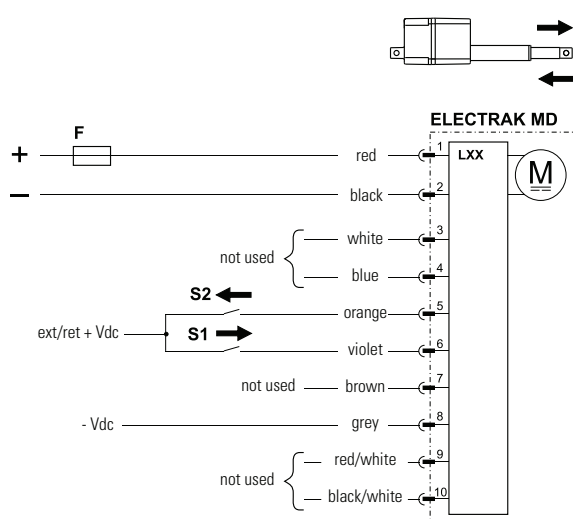 ELECTRAK MD
F
+ red 1 LXX M
– black 2
white 3
not used
blue 4
S2
orange 5
ext/ret + Vdc S1
violet 6
not used brown 7
- Vdc grey 8
red/white 9
not used
black/white 10